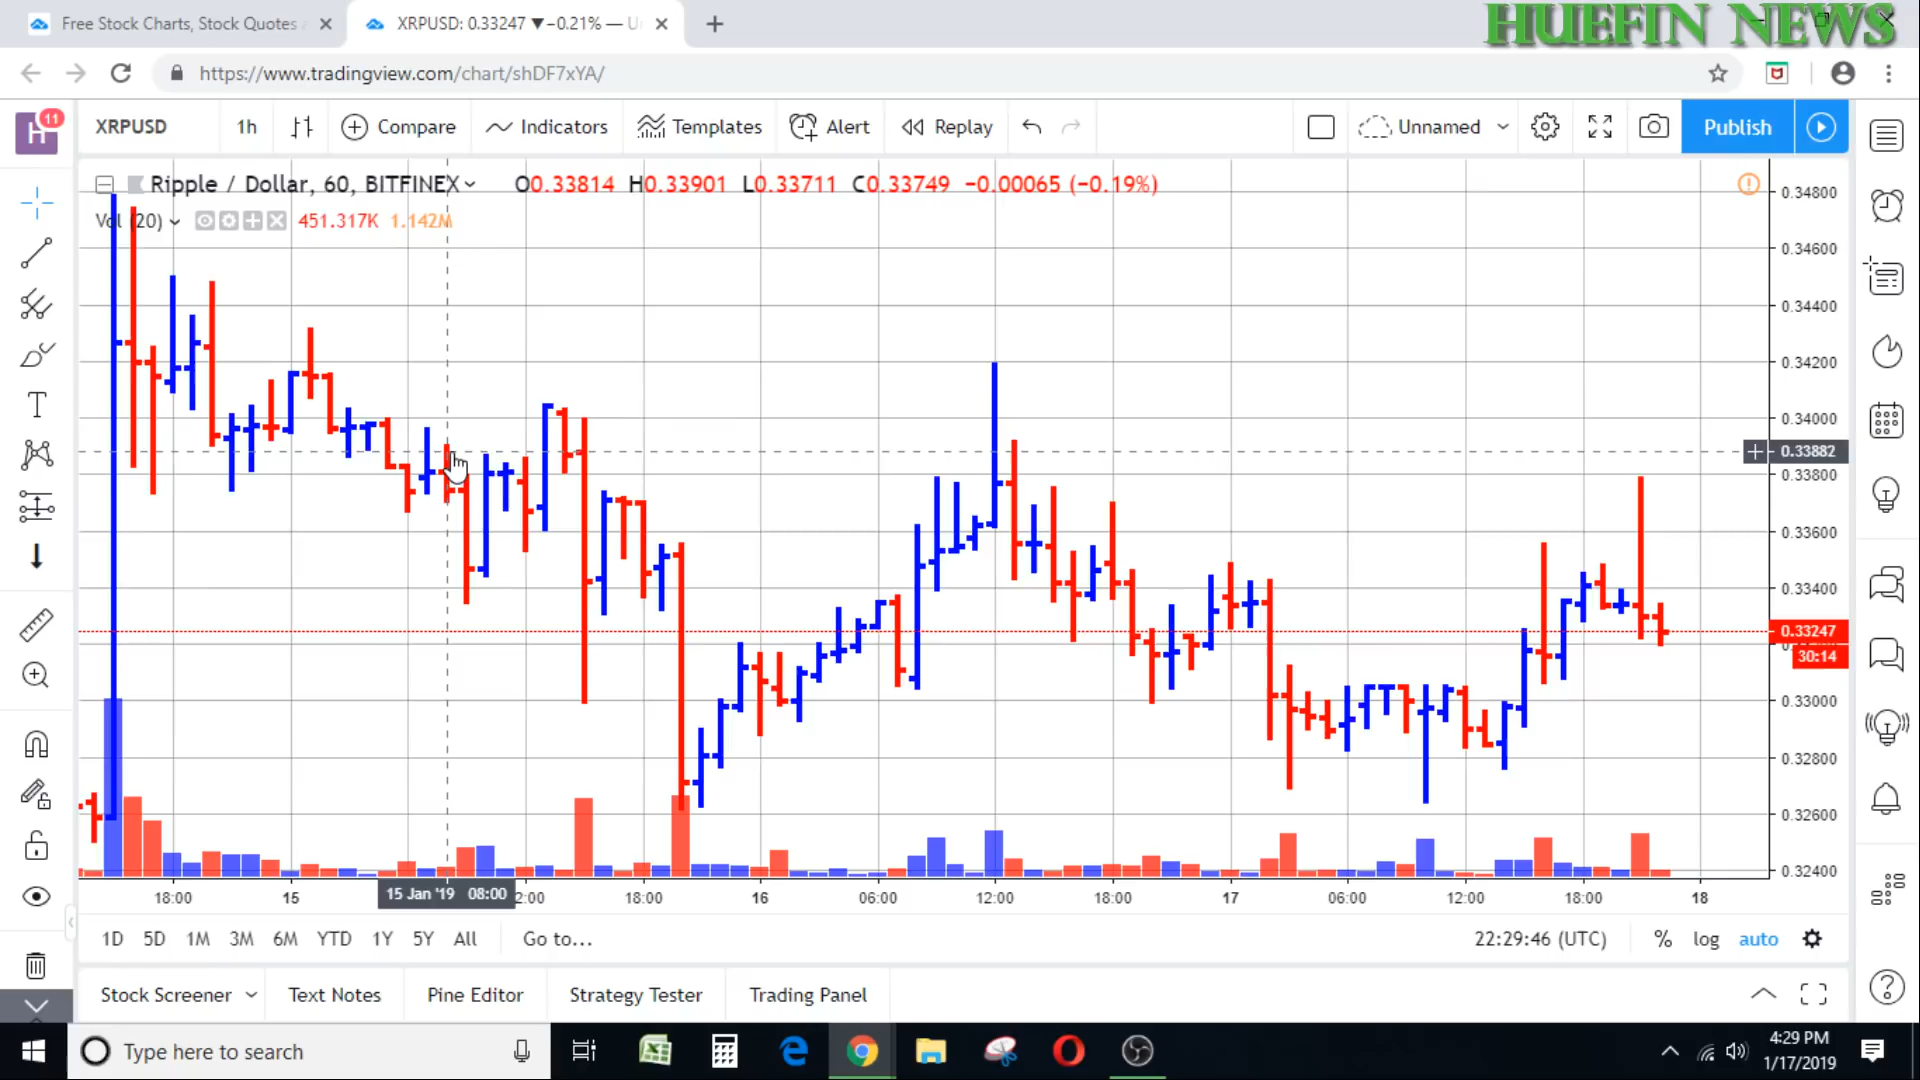 Free Stock Charts, Stock Quotes
XRPUSD: 0.33247 ▼−0.21% — U
HUEFIN NEWS
https://www.tradingview.com/chart/shDF7xYA/
H
11
XRPUSD
1h
Compare
Indicators
Templates
Alert
Replay
Unnamed
Publish
Ripple / Dollar, 60, BITFINEX
O0.33814 H0.33901 L0.33711 C0.33749 −0.00065 (−0.19%)
Vol (20)
451.317K 1.142M
0.34800
0.34600
0.34400
0.34200
0.34000
0.33882
0.33800
0.33600
0.33400
0.33247
30:14
0.33000
0.32800
0.32600
0.32400
18:00
15
15 Jan '19 08:00
2:00
18:00
16
06:00
12:00
18:00
17
06:00
12:00
18:00
18
1D 5D 1M 3M 6M YTD 1Y 5Y All
Go to...
22:29:46 (UTC)
%
log
auto
Stock Screener
Text Notes
Pine Editor
Strategy Tester
Trading Panel
Type here to search
4:29 PM
1/17/2019